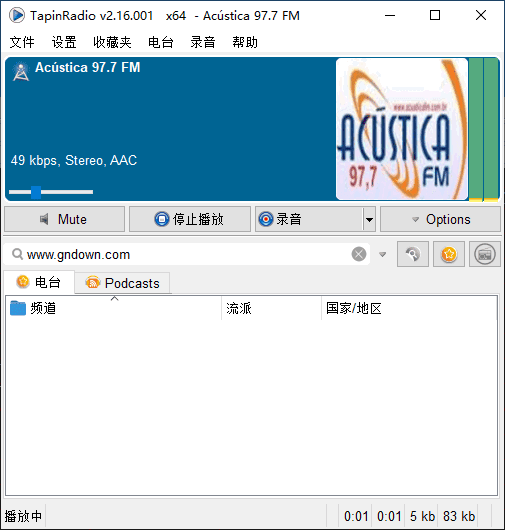 TapinRadio v2.16.001 x64 - Acústica 97.7 FM
文件 设置 收藏夹 电台 录音 帮助
Acústica 97.7 FM
www.acusticafm.com.br
ACÚSTICA
97,7 FM
49 kbps, Stereo, AAC
Mute 停止播放 录音 Options
www.gndown.com
电台 Podcasts
频道 流派 国家/地区
播放中 0:01 0:01 5 kb 83 kb